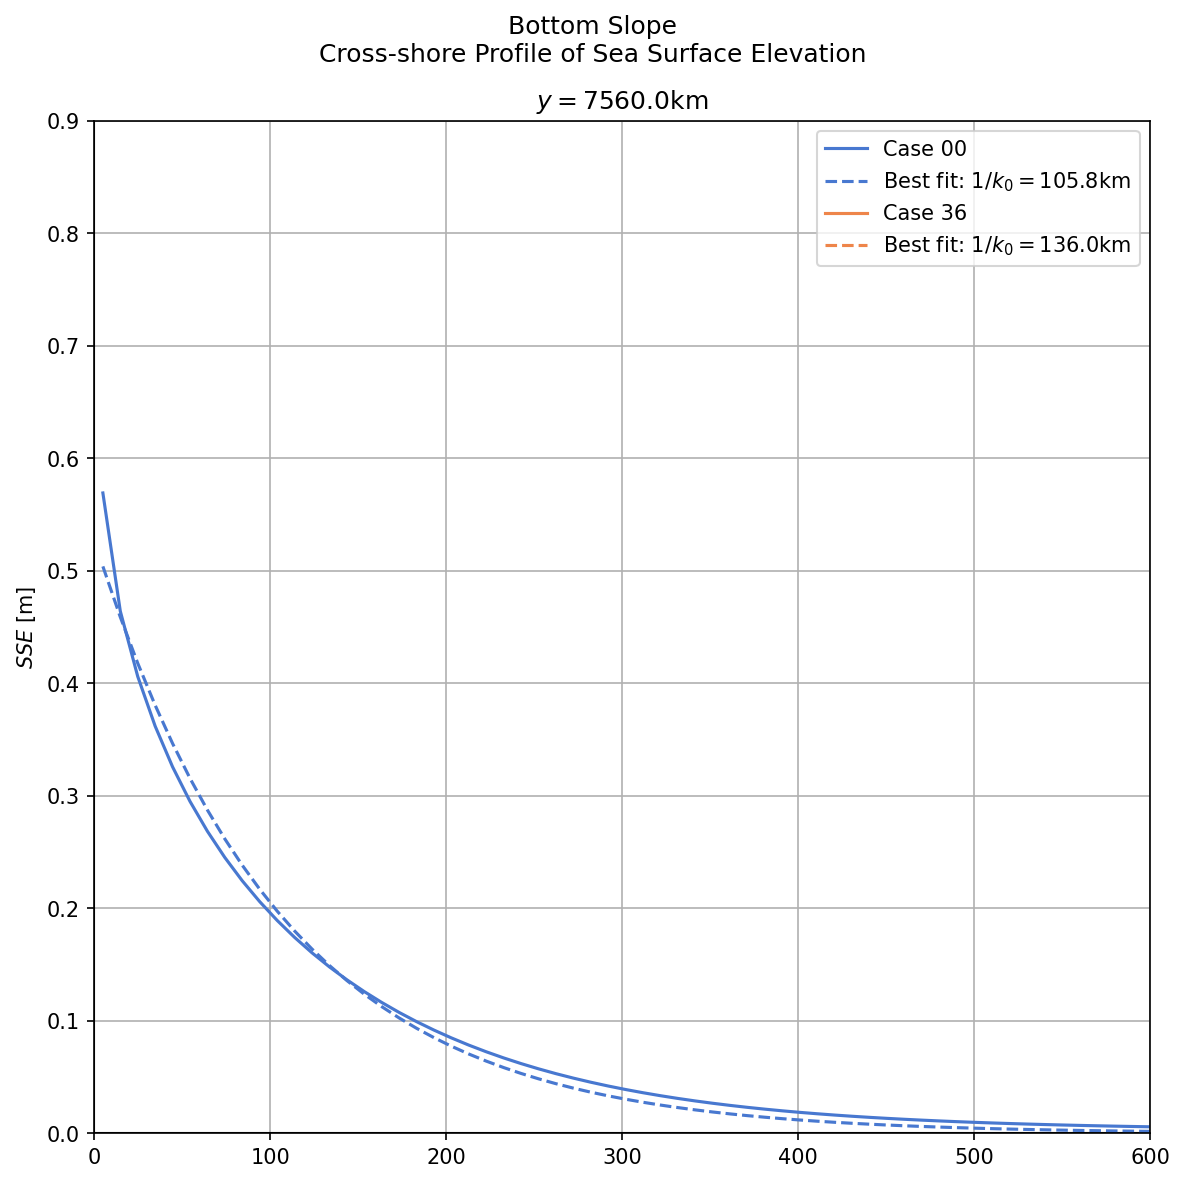 Bottom Slope
Cross-shore Profile of Sea Surface Elevation
y = 7560.0km
0.9
0.8
0.7
0.6
0.5
0.4
0.3
0.2
0.1
0.0
SSE [m]
Case 00
Best fit: 1/k₀ = 105.8km
Case 36
Best fit: 1/k₀ = 136.0km
0 100 200 300 400 500 600